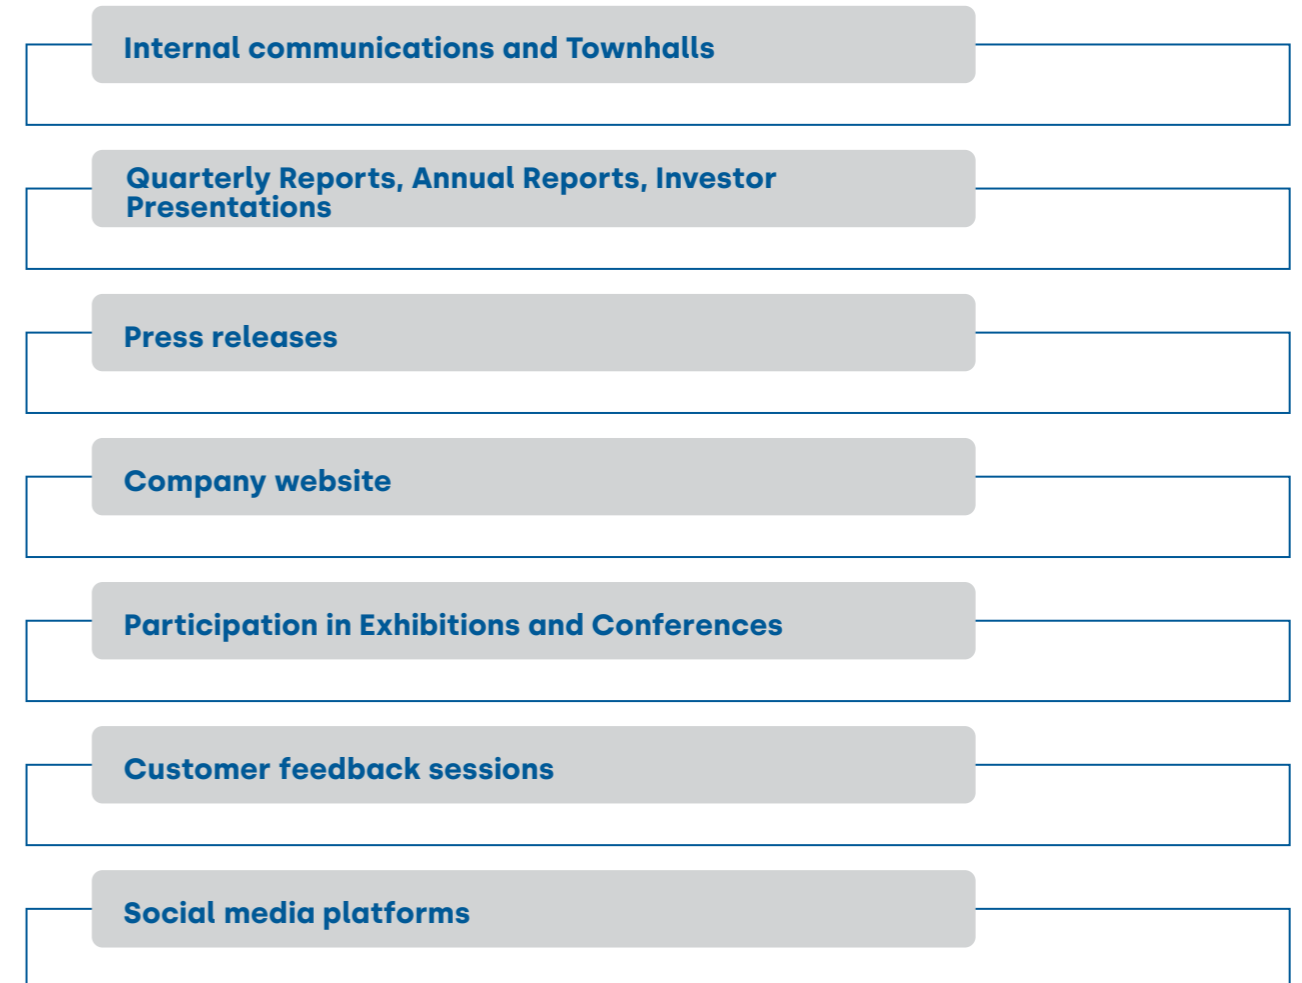 Internal communications and Townhalls
Quarterly Reports, Annual Reports, Investor
Presentations
Press releases
Company website
Participation in Exhibitions and Conferences
Customer feedback sessions
Social media platforms